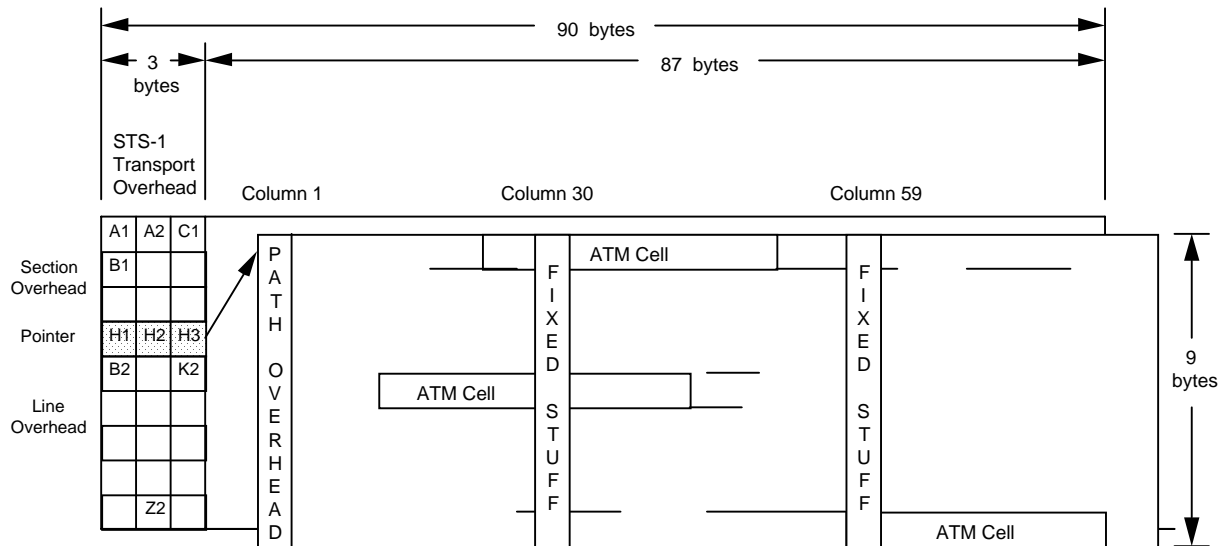 90 bytes
3
bytes
87 bytes
STS-1
Transport
Overhead
Column 1
Column 30
Column 59
A1 A2 C1
B1
Section
Overhead
Pointer
H1 H2 H3
B2 K2
Line
Overhead
Z2
PATH OVERHEAD
ATM Cell
FIXED STUFF
FIXED STUFF
ATM Cell
ATM Cell
9
bytes